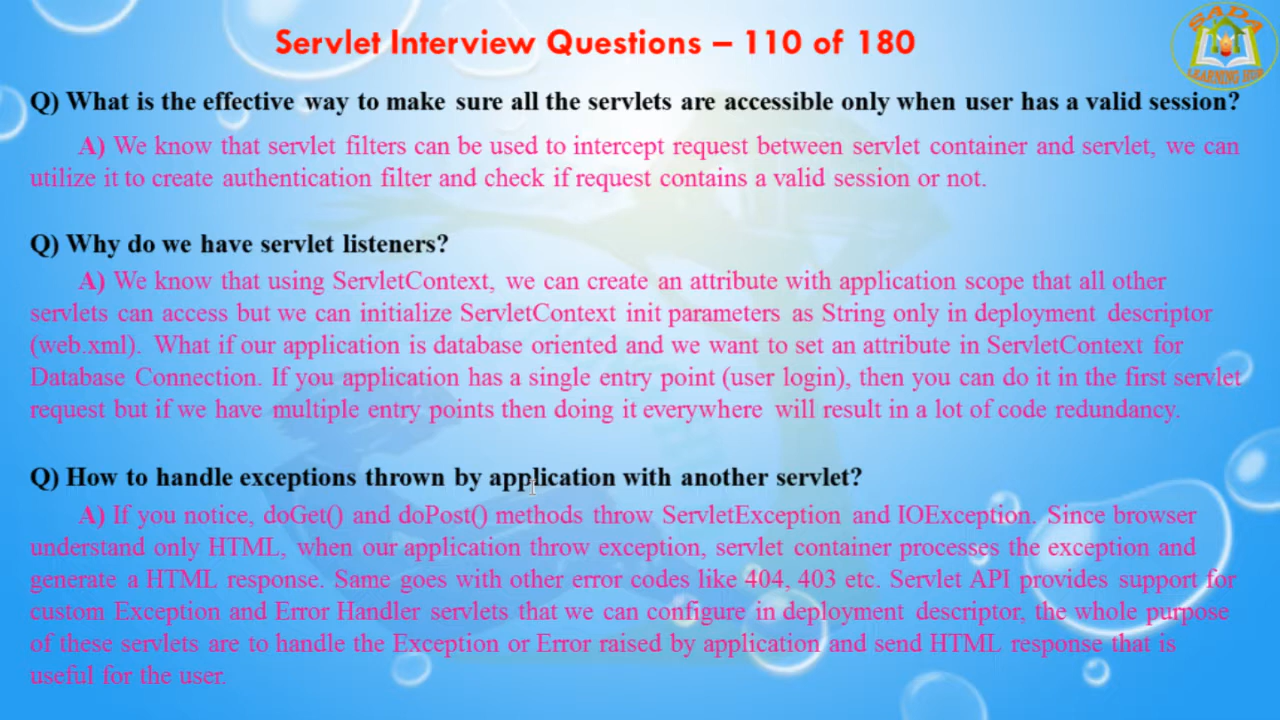 Servlet Interview Questions – 110 of 180
SADA
LEARNING HUB
Q) What is the effective way to make sure all the servlets are accessible only when user has a valid session?
A) We know that servlet filters can be used to intercept request between servlet container and servlet, we can
utilize it to create authentication filter and check if request contains a valid session or not.
Q) Why do we have servlet listeners?
A) We know that using ServletContext, we can create an attribute with application scope that all other
servlets can access but we can initialize ServletContext init parameters as String only in deployment descriptor
(web.xml). What if our application is database oriented and we want to set an attribute in ServletContext for
Database Connection. If you application has a single entry point (user login), then you can do it in the first servlet
request but if we have multiple entry points then doing it everywhere will result in a lot of code redundancy.
Q) How to handle exceptions thrown by application with another servlet?
A) If you notice, doGet() and doPost() methods throw ServletException and IOException. Since browser
understand only HTML, when our application throw exception, servlet container processes the exception and
generate a HTML response. Same goes with other error codes like 404, 403 etc. Servlet API provides support for
custom Exception and Error Handler servlets that we can configure in deployment descriptor, the whole purpose
of these servlets are to handle the Exception or Error raised by application and send HTML response that is
useful for the user.